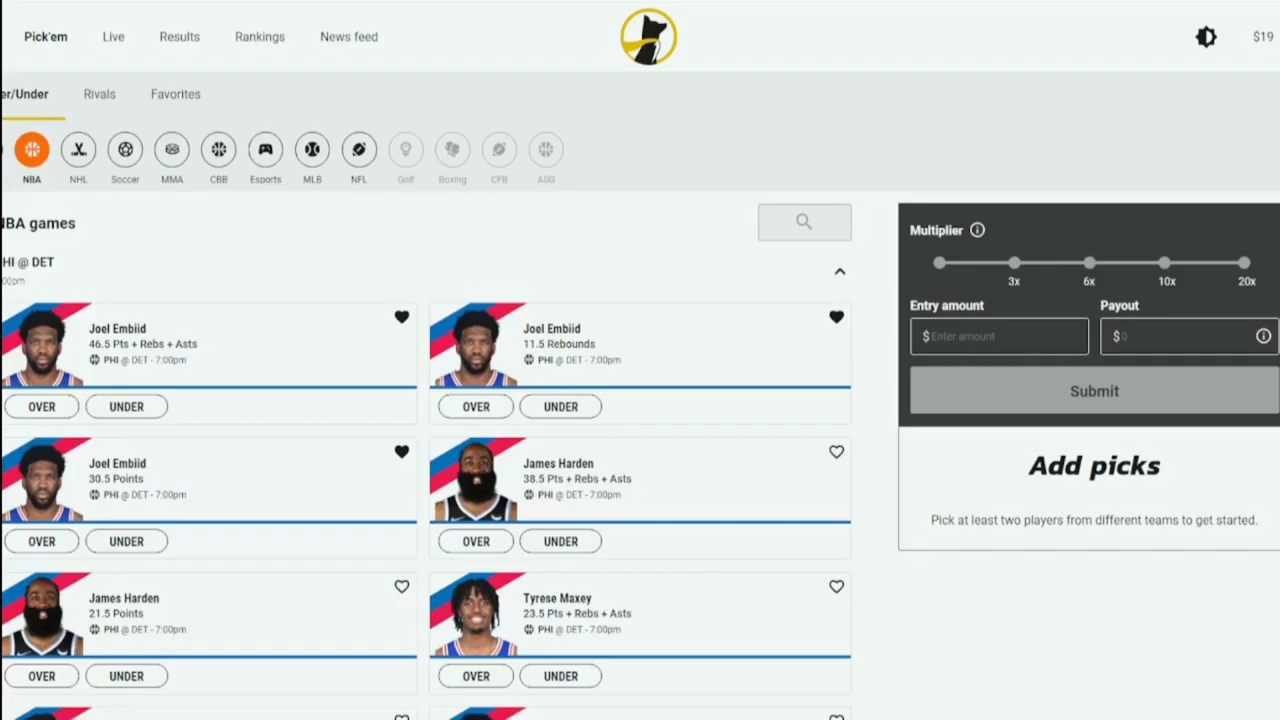 Pick'em Live Results Rankings News feed $19
er/Under Rivals Favorites
NBA NHL Soccer MMA CBB Esports MLB NFL Golf Boxing CFB ASG
NBA games
HI @ DET
00pm
Joel Embiid
46.5 Pts + Rebs + Asts
PHI @ DET - 7:00pm
OVER UNDER
Joel Embiid
11.5 Rebounds
PHI @ DET - 7:00pm
OVER UNDER
Joel Embiid
30.5 Points
PHI @ DET - 7:00pm
OVER UNDER
James Harden
38.5 Pts + Rebs + Asts
PHI @ DET - 7:00pm
OVER UNDER
James Harden
21.5 Points
PHI @ DET - 7:00pm
OVER UNDER
Tyrese Maxey
23.5 Pts + Rebs + Asts
PHI @ DET - 7:00pm
OVER UNDER
Multiplier
3x 6x 10x 20x
Entry amount Payout
$ Enter amount $ 0
Submit
Add picks
Pick at least two players from different teams to get started.